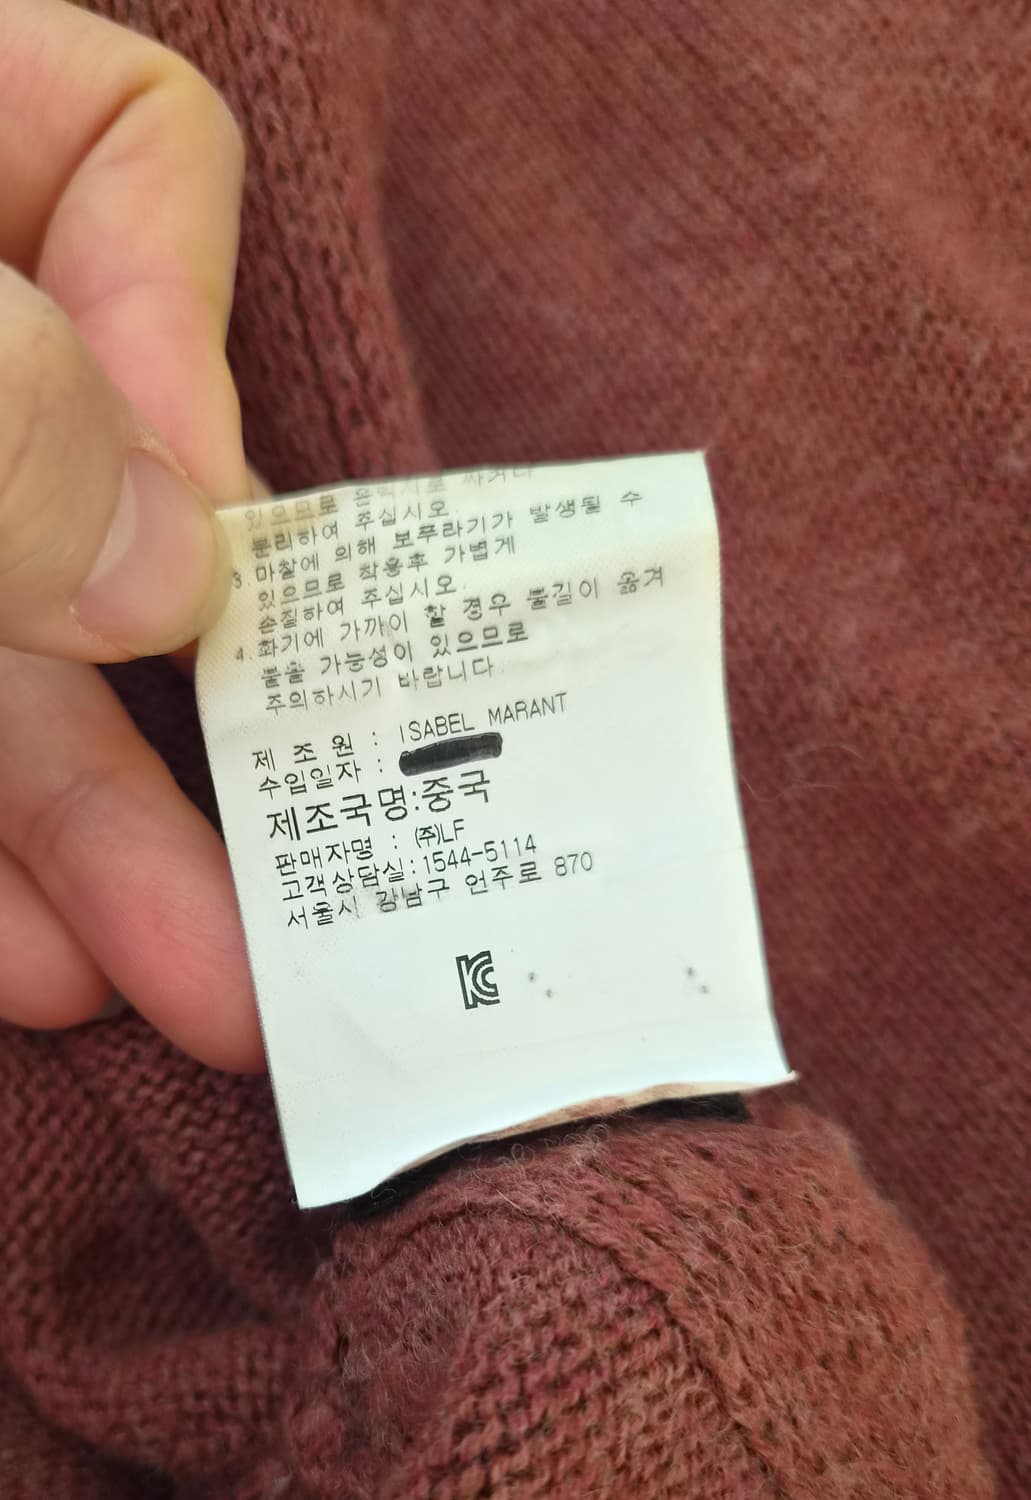 있으므로
분리하여 주십시오.
3. 마찰에 의해 보푸라기가 발생될 수
있으므로 착용후 가볍게
손질하여 주십시오.
4. 화기에 가까이 할 경우 불길이 옮겨
붙을 가능성이 있으므로
주의하시기 바랍니다.
제 조 원 : ISABEL MARANT
수입일자 :
제조국명:중국
판매자명 : (주)LF
고객상담실:1544-5114
서울시 강남구 언주로 870
KC